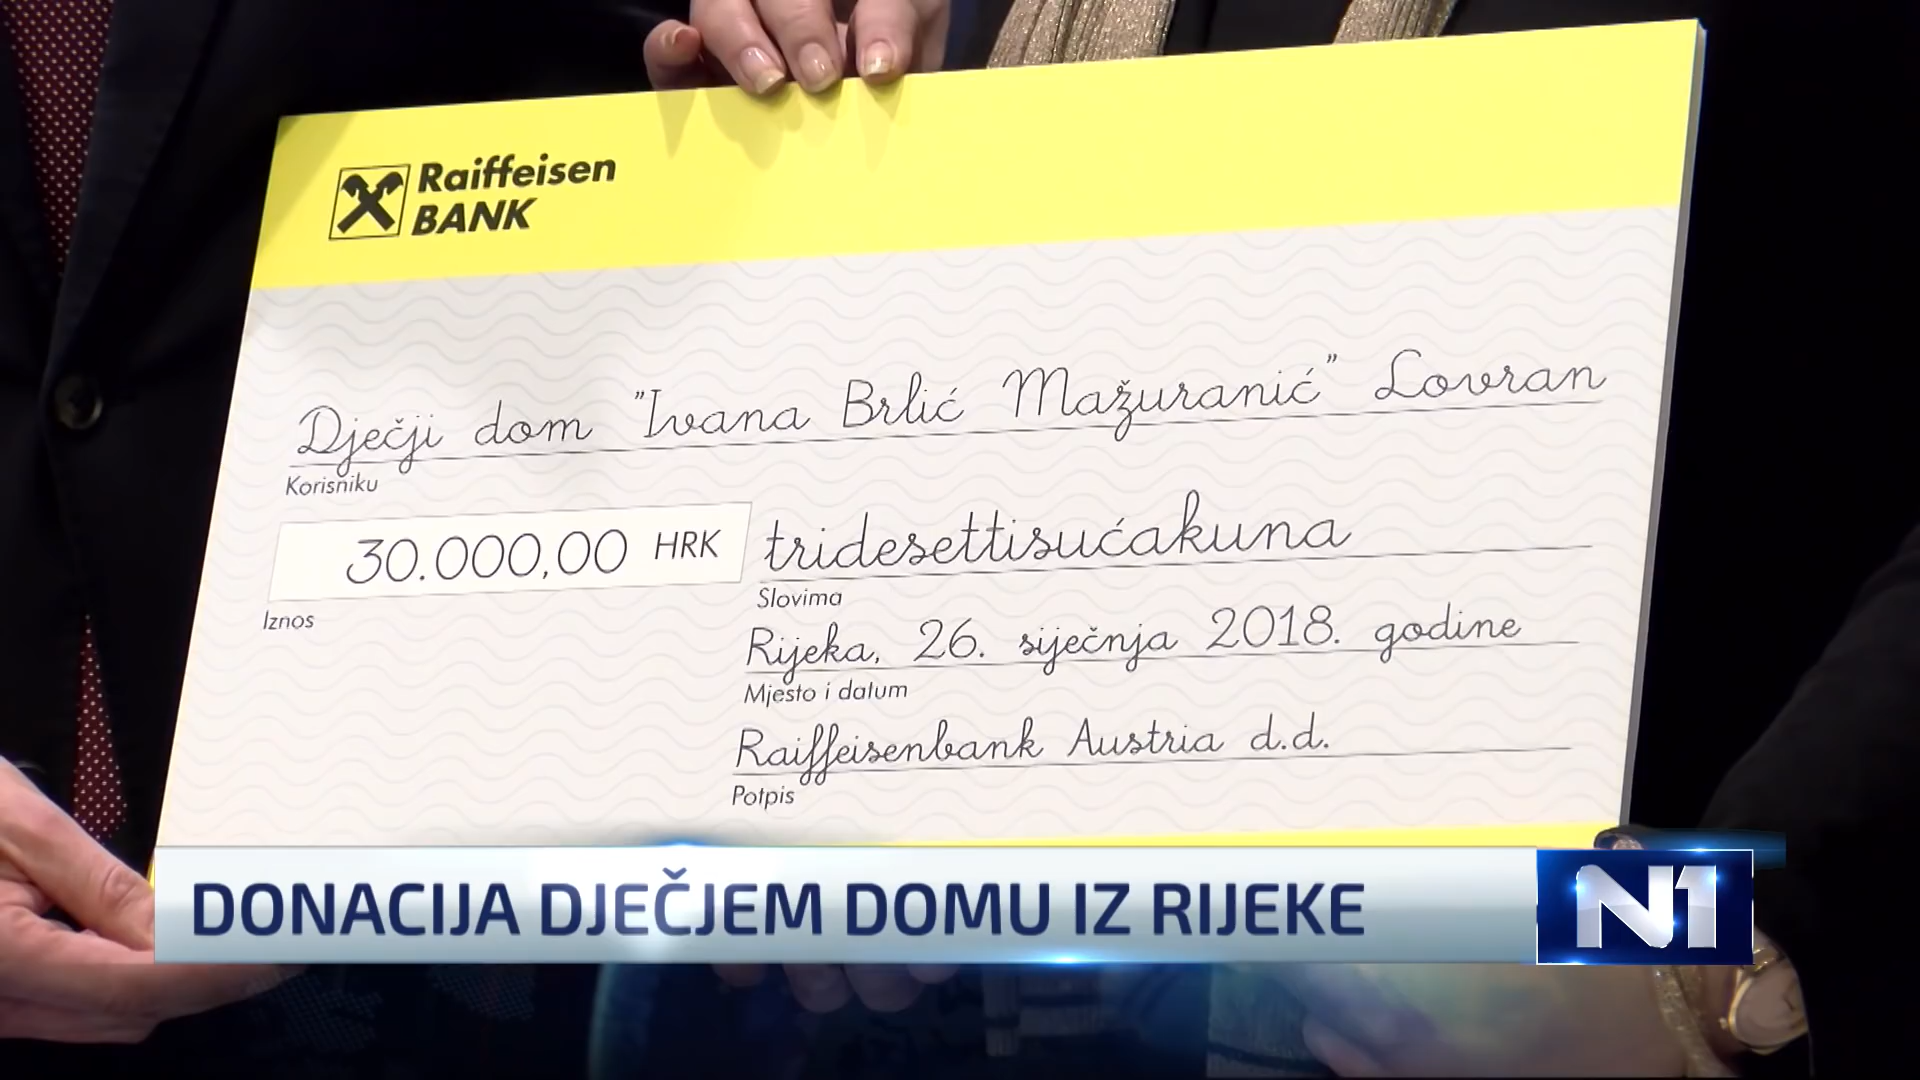 Raiffeisen
BANK
Dječji dom "Ivana Brlić Mažuranić" Lovran
Korisniku
30.000,00 HRK
tridesettisućakuna
Iznos
Slovima
Rijeka, 26. siječnja 2018. godine
Mjesto i datum
Raiffeisenbank Austria d.d.
Potpis
DONACIJA DJEČJEM DOMU IZ RIJEKE
N1